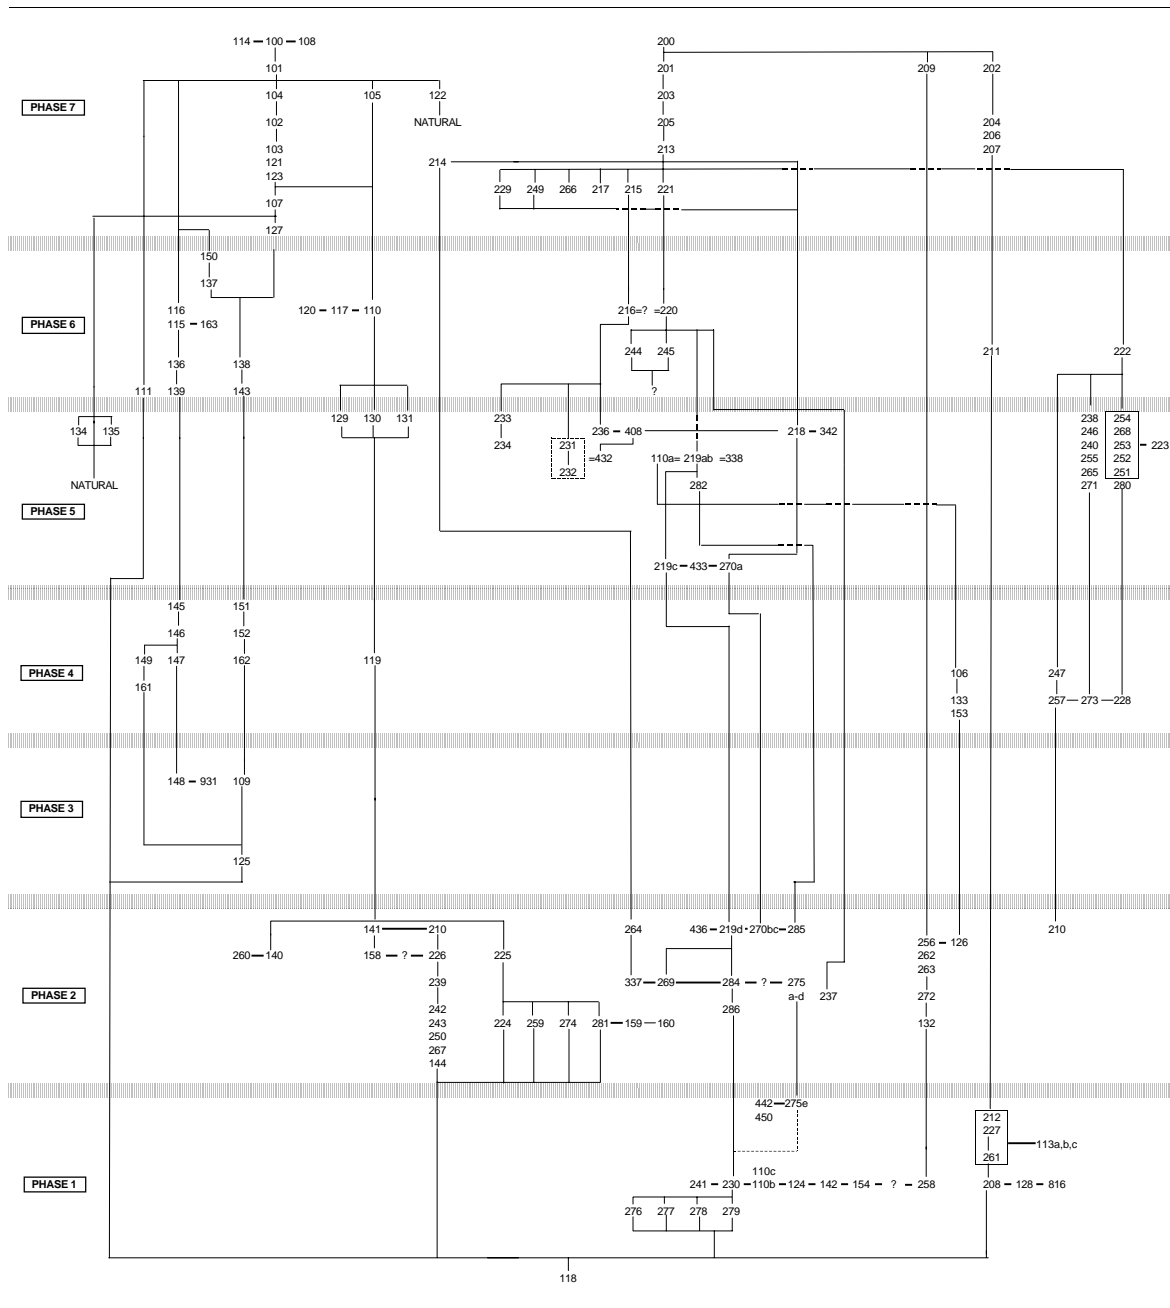 114 – 100 – 108 200
101 201 209 202
104 105 122 203
PHASE 7
102 NATURAL 205 204
206
103 213 207
121 214
123 229 249 266 217 215 221
107
127
150
137
116 120 – 117 – 110 216=? =220
PHASE 6 115 – 163
244 245 211 222
136 138
111 139 143 ?
129 130 131 233 238 254
134 135 236 – 408 218 – 342 246 268
234 231 240 253 – 223
232 =432 110a= 219ab =338 255 252
265 251
NATURAL 282 271 280
PHASE 5
219c – 433 – 270a
145 151
146 152
149 147 162 119
PHASE 4 106 247
161
133 257 – 273 – 228
153
148 – 931 109
PHASE 3
125
141 – 210 264 436 – 219d – 270bc – 285 210
256 – 126
260 – 140 158 – ? – 226 225 262
263
239 337 – 269 – 284 – ? – 275
PHASE 2 a-d 237 272
242 286
243 224 259 274 281 – 159 – 160 132
250
267
144
442 – 275e
450 212
227
113a,b,c
261
110c
PHASE 1 241 – 230 – 110b – 124 – 142 – 154 – ? – 258 208 – 128 – 816
276 277 278 279
118